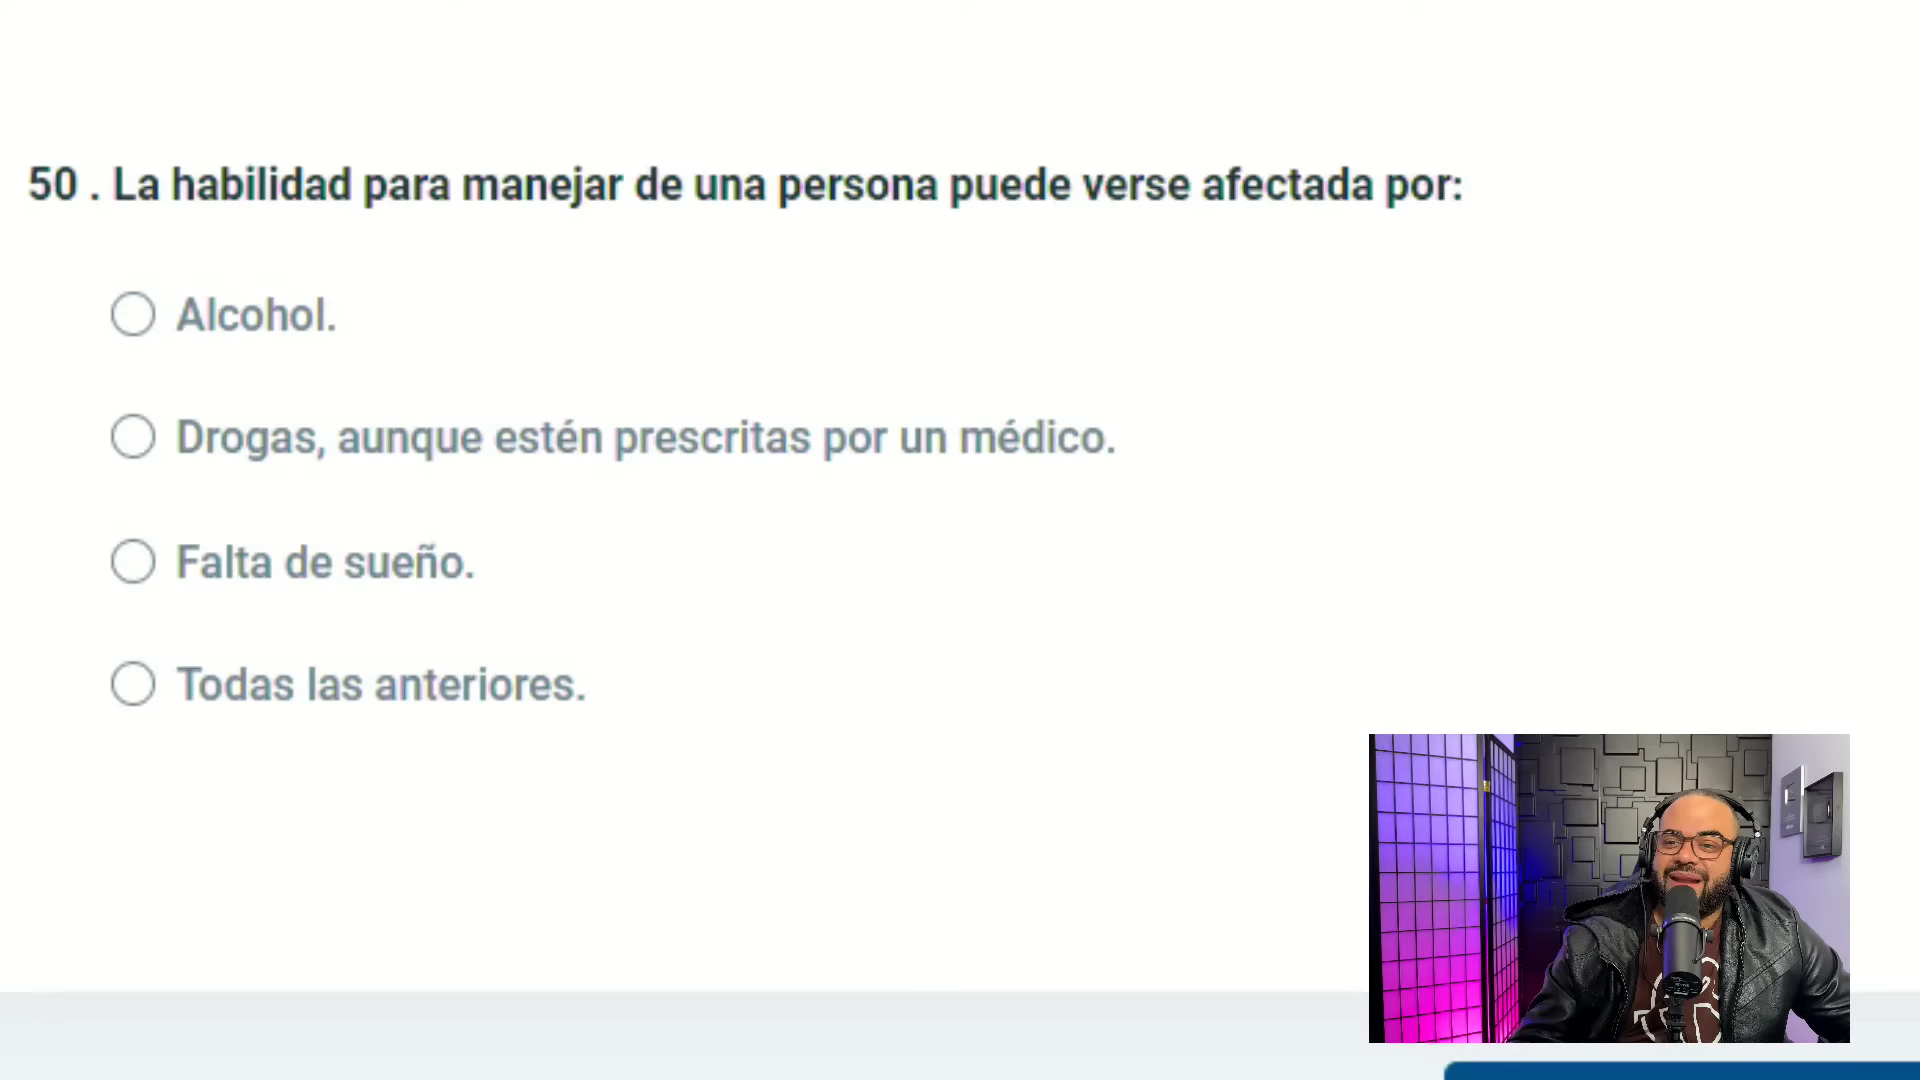 50 . La habilidad para manejar de una persona puede verse afectada por:
Alcohol.
Drogas, aunque estén prescritas por un médico.
Falta de sueño.
Todas las anteriores.